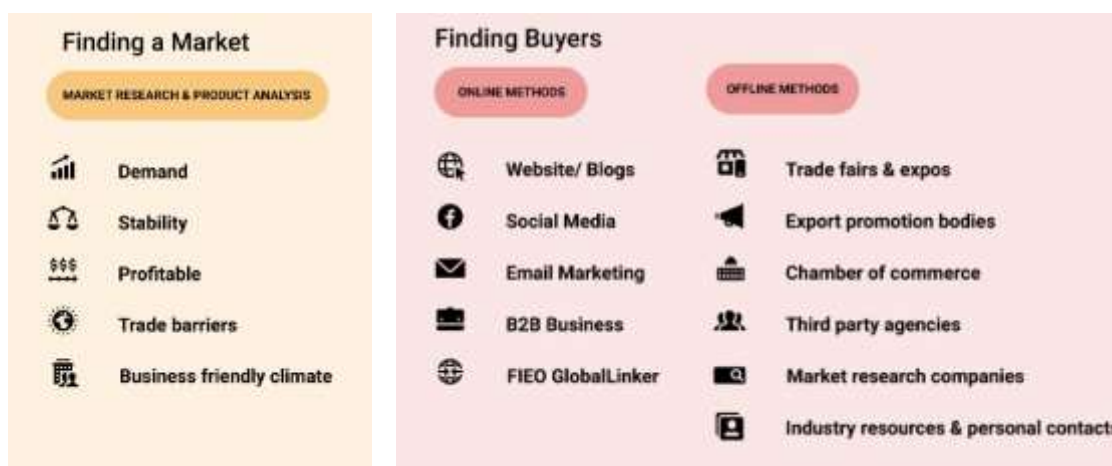 Finding a Market
MARKET RESEARCH & PRODUCT ANALYSIS
Demand
Stability
$$$
Profitable
Trade barriers
Business friendly climate
Finding Buyers
ONLINE METHODS
Website/ Blogs
Social Media
Email Marketing
B2B Business
FIEO GlobalLinker
OFFLINE METHODS
Trade fairs & expos
Export promotion bodies
Chamber of commerce
Third party agencies
Market research companies
Industry resources & personal contacts